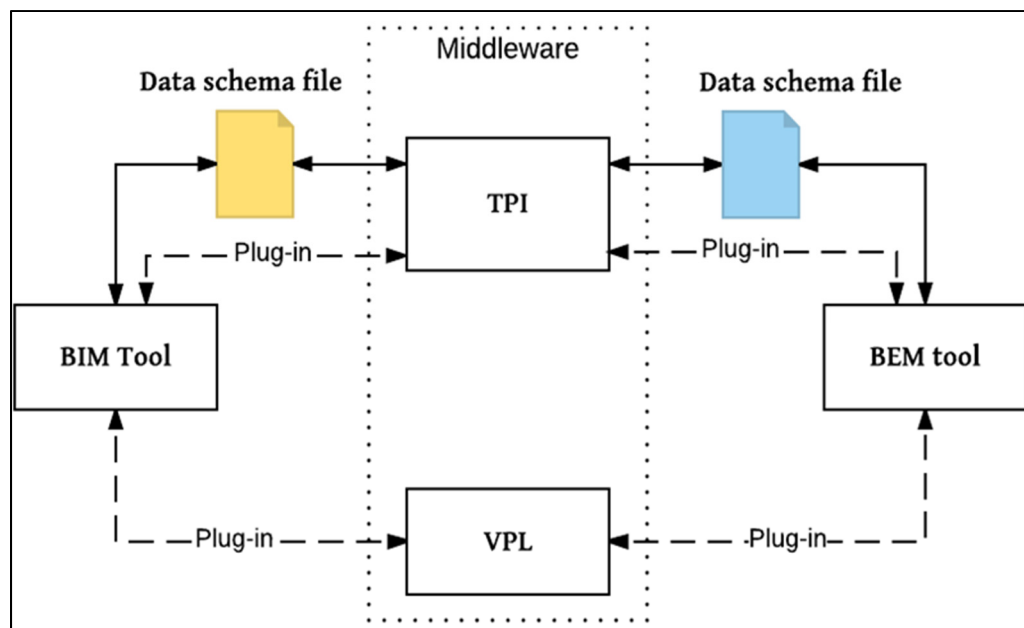 Middleware
Data schema file
Data schema file
TPI
Plug-in
Plug-in
BIM Tool
BEM tool
Plug-in
VPL
Plug-in